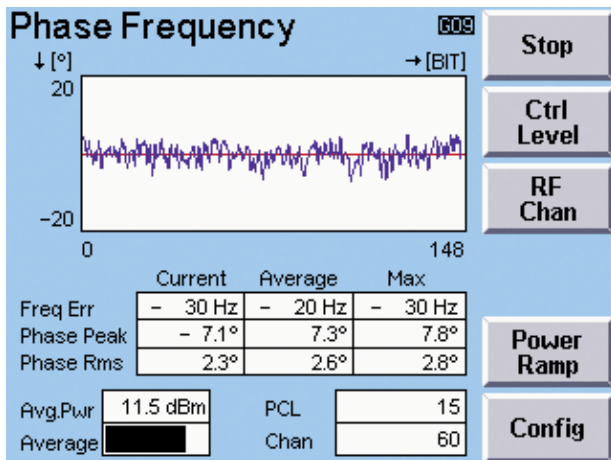 Phase Frequency G09
↓ [°] → [BIT]
20
−20
0 148
Current Average Max
Freq Err − 30 Hz − 20 Hz − 30 Hz
Phase Peak − 7.1° 7.3° 7.8°
Phase Rms 2.3° 2.6° 2.8°
Avg.Pwr 11.5 dBm PCL 15
Average Chan 60
Stop
Ctrl
Level
RF
Chan
Power
Ramp
Config